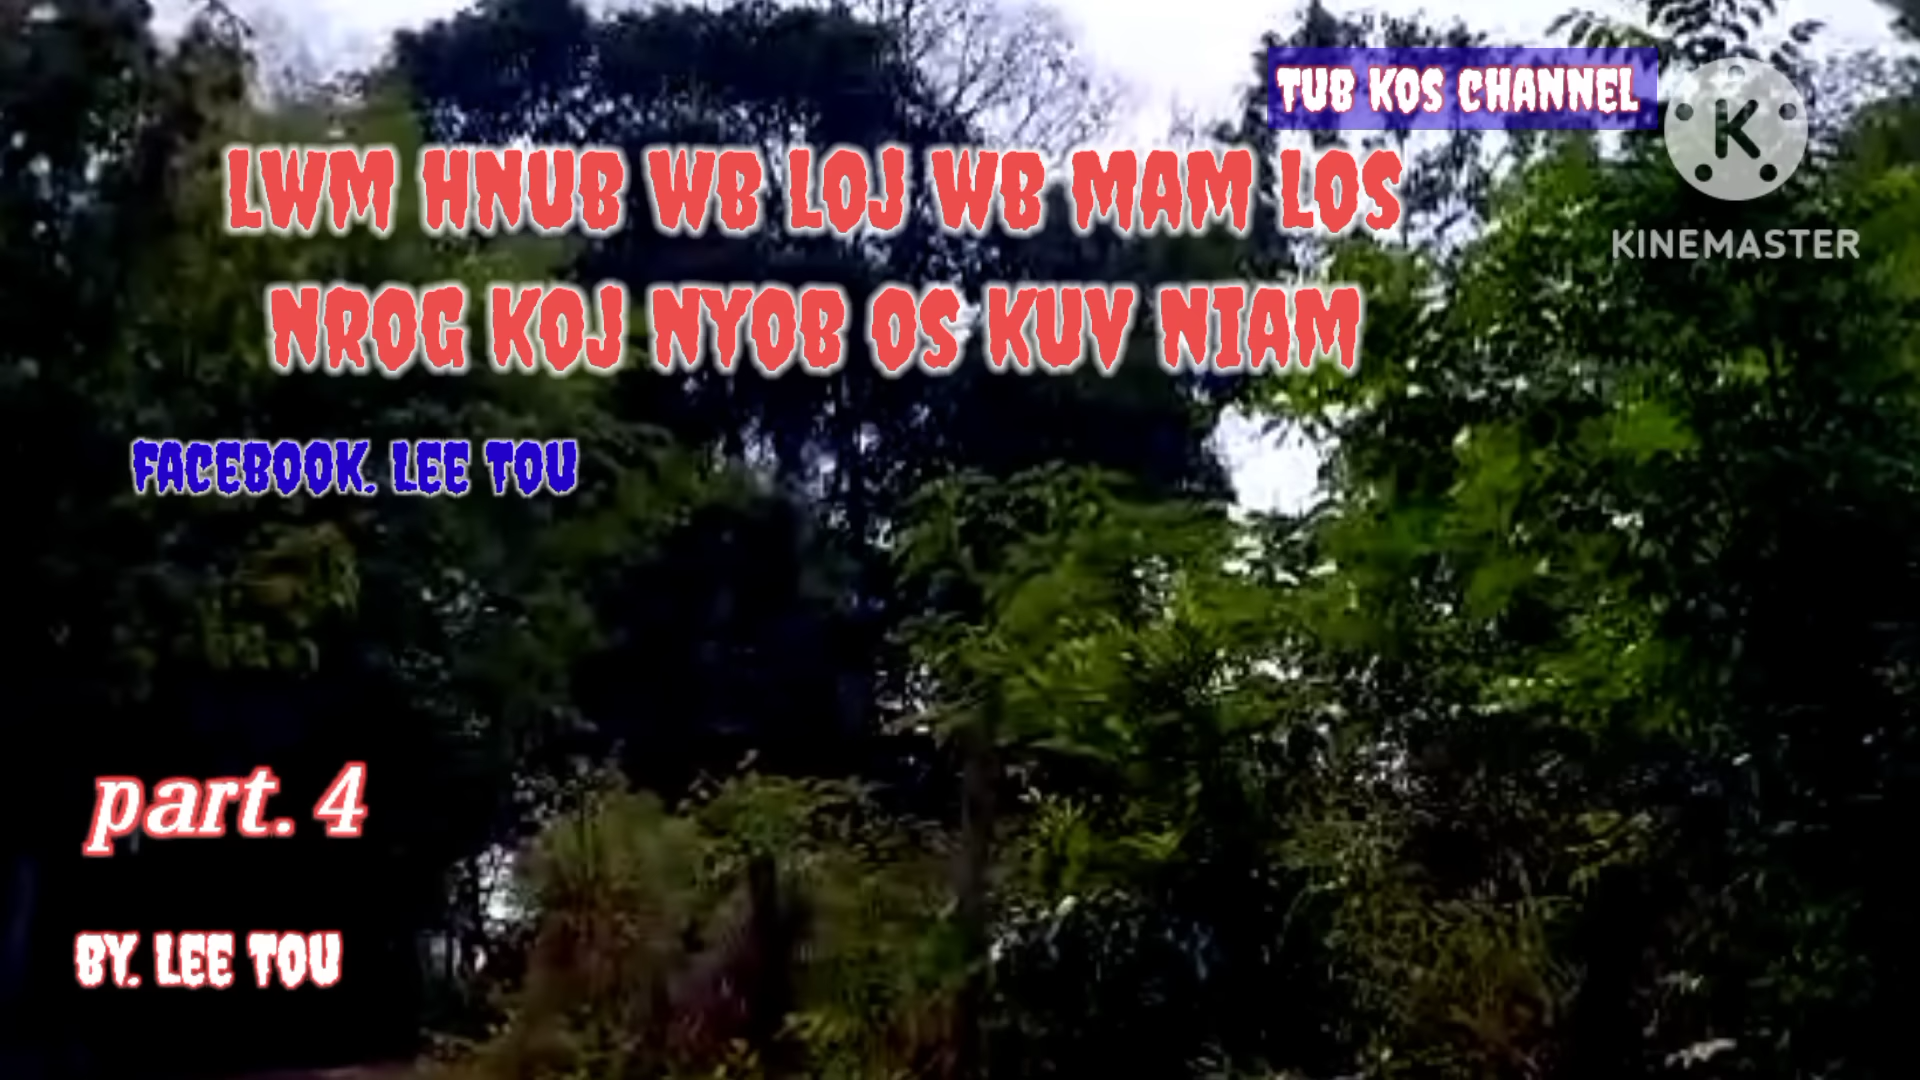 TUB KOS CHANNEL
K
KINEMASTER
LWM HNUB WB LOJ WB MAM LOS
NROG KOJ NYOB OS KUV NIAM
FACEBOOK. LEE TOU
part. 4
BY. LEE TOU